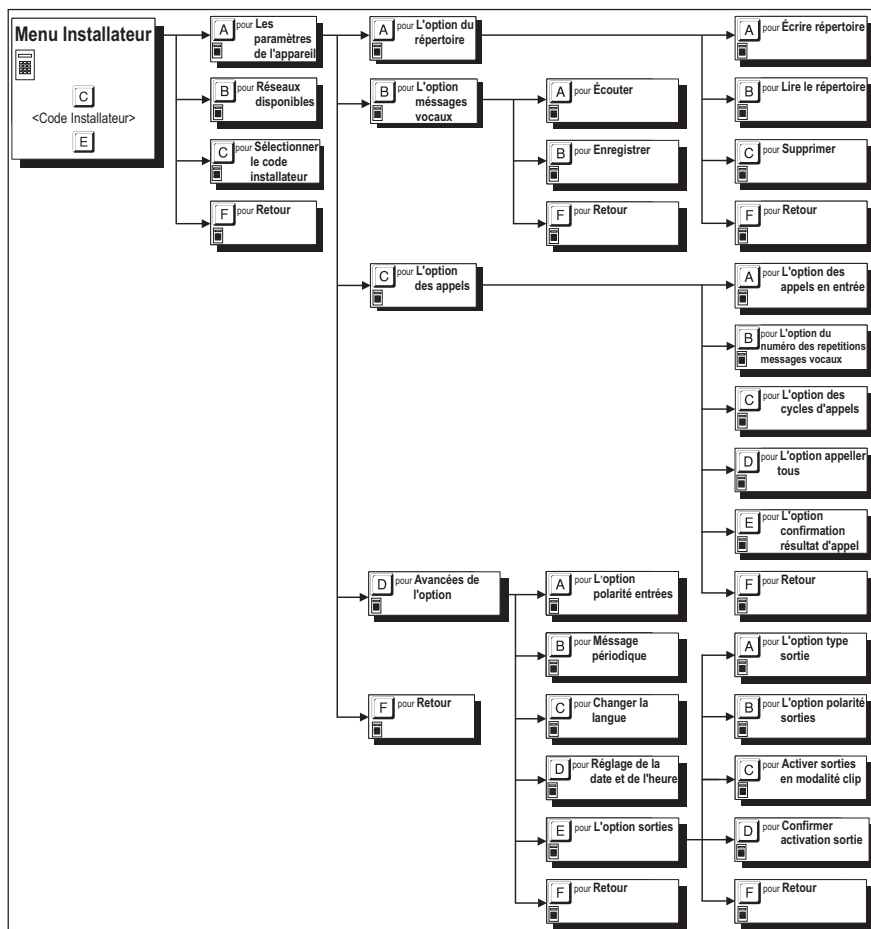 Menu Installateur
C
<Code Installateur>
E
A pour Les
paramètres
de l'appareil
B pour Réseaux
disponibles
C pour Sélectionner
le code
installateur
F pour Retour
A pour L'option du
répertoire
B pour L'option
méssages
vocaux
C pour L'option
des appels
D pour Avancées de
l'option
F pour Retour
A pour Écouter
B pour Enregistrer
F pour Retour
A pour L'option
polarité entrées
B pour Méssage
périodique
C pour Changer la
langue
D pour Réglage de la
date et de l'heure
E pour L'option sorties
F pour Retour
A pour Écrire répertoire
B pour Lire le répertoire
C pour Supprimer
F pour Retour
A pour L'option des
appels en entrée
B pour L'option du
numéro des repetitions
messages vocaux
C pour L'option des
cycles d'appels
D pour L'option appeller
tous
E pour L'option
confirmation
résultat d'appel
F pour Retour
A pour L'option type
sortie
B pour L'option polarité
sorties
C pour Activer sorties
en modalité clip
D pour Confirmer
activation sortie
F pour Retour